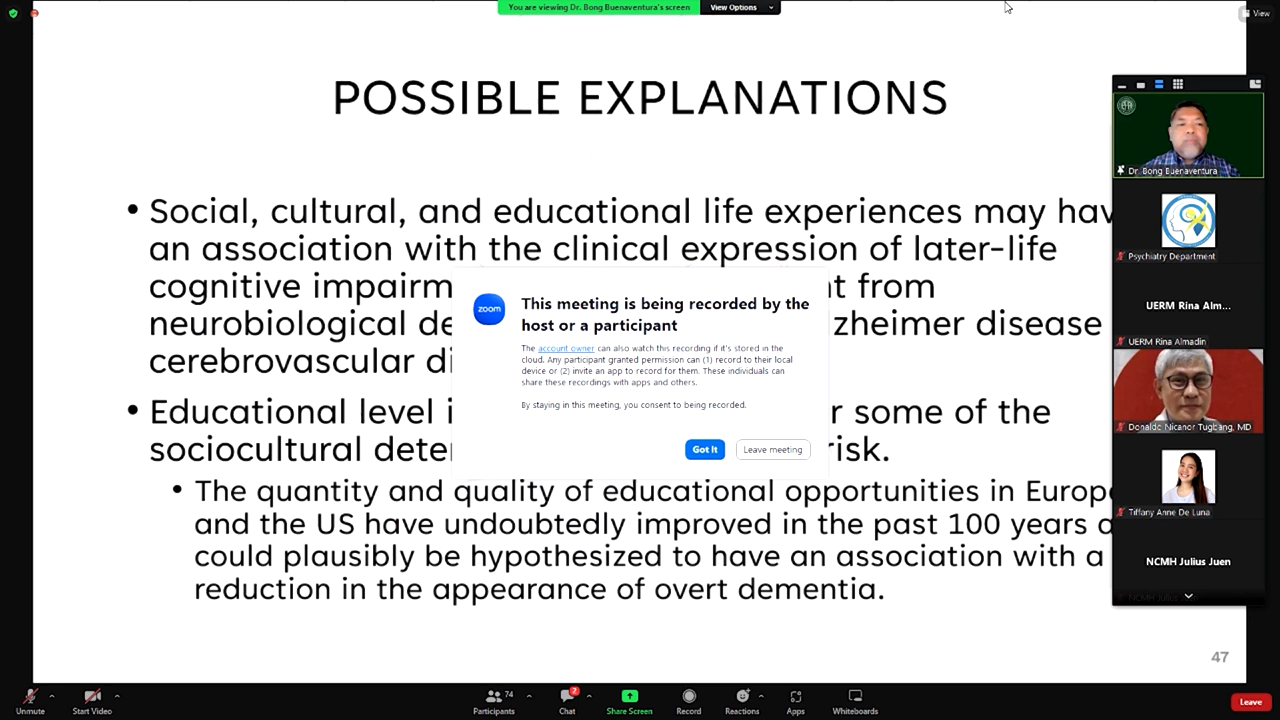 You are viewing Dr. Bong Buenaventura's screen
View Options
View
POSSIBLE EXPLANATIONS
• Social, cultural, and educational life experiences may hav
an association with the clinical expression of later-life
cognitive impairm
t from
neurobiological de
zheimer disease
cerebrovascular di
• Educational level i
r some of the
sociocultural dete
risk.
• The quantity and quality of educational opportunities in Europe
and the US have undoubtedly improved in the past 100 years a
could plausibly be hypothesized to have an association with a
reduction in the appearance of overt dementia.
47
zoom
This meeting is being recorded by the
host or a participant
The account owner can also watch this recording if it's stored in the
cloud. Any participant granted permission can (1) record to their local
device or (2) invite an app to record for them. These individuals can
share these recordings with apps and others.
By staying in this meeting, you consent to being recorded.
Got it
Leave meeting
Dr. Bong Buenaventura
Psychiatry Department
UERM Rina Alm...
UERM Rina Almadin
Donaldo Nicanor Tugbang, MD
Tiffany Anne De Luna
NCMH Julius Juen
Unmute
Start Video
Participants
74
Chat
2
Share Screen
Record
Reactions
Apps
Whiteboards
Leave